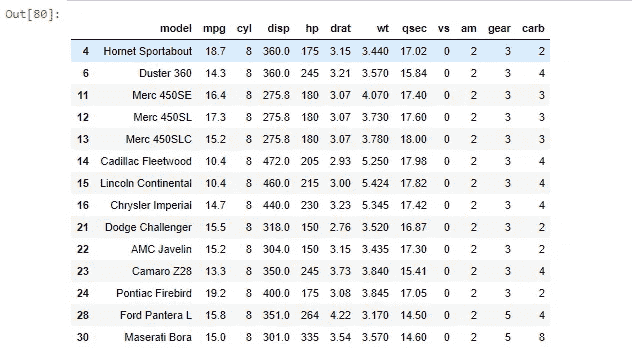 Out[80]:
model mpg cyl disp hp drat wt qsec vs am gear carb
4 Hornet Sportabout 18.7 8 360.0 175 3.15 3.440 17.02 0 2 3 2
6 Duster 360 14.3 8 360.0 245 3.21 3.570 15.84 0 2 3 4
11 Merc 450SE 16.4 8 275.8 180 3.07 4.070 17.40 0 2 3 3
12 Merc 450SL 17.3 8 275.8 180 3.07 3.730 17.60 0 2 3 3
13 Merc 450SLC 15.2 8 275.8 180 3.07 3.780 18.00 0 2 3 3
14 Cadillac Fleetwood 10.4 8 472.0 205 2.93 5.250 17.98 0 2 3 4
15 Lincoln Continental 10.4 8 460.0 215 3.00 5.424 17.82 0 2 3 4
16 Chrysler Imperial 14.7 8 440.0 230 3.23 5.345 17.42 0 2 3 4
21 Dodge Challenger 15.5 8 318.0 150 2.76 3.520 16.87 0 2 3 2
22 AMC Javelin 15.2 8 304.0 150 3.15 3.435 17.30 0 2 3 2
23 Camaro Z28 13.3 8 350.0 245 3.73 3.840 15.41 0 2 3 4
24 Pontiac Firebird 19.2 8 400.0 175 3.08 3.845 17.05 0 2 3 2
28 Ford Pantera L 15.8 8 351.0 264 4.22 3.170 14.50 0 2 5 4
30 Maserati Bora 15.0 8 301.0 335 3.54 3.570 14.60 0 2 5 8